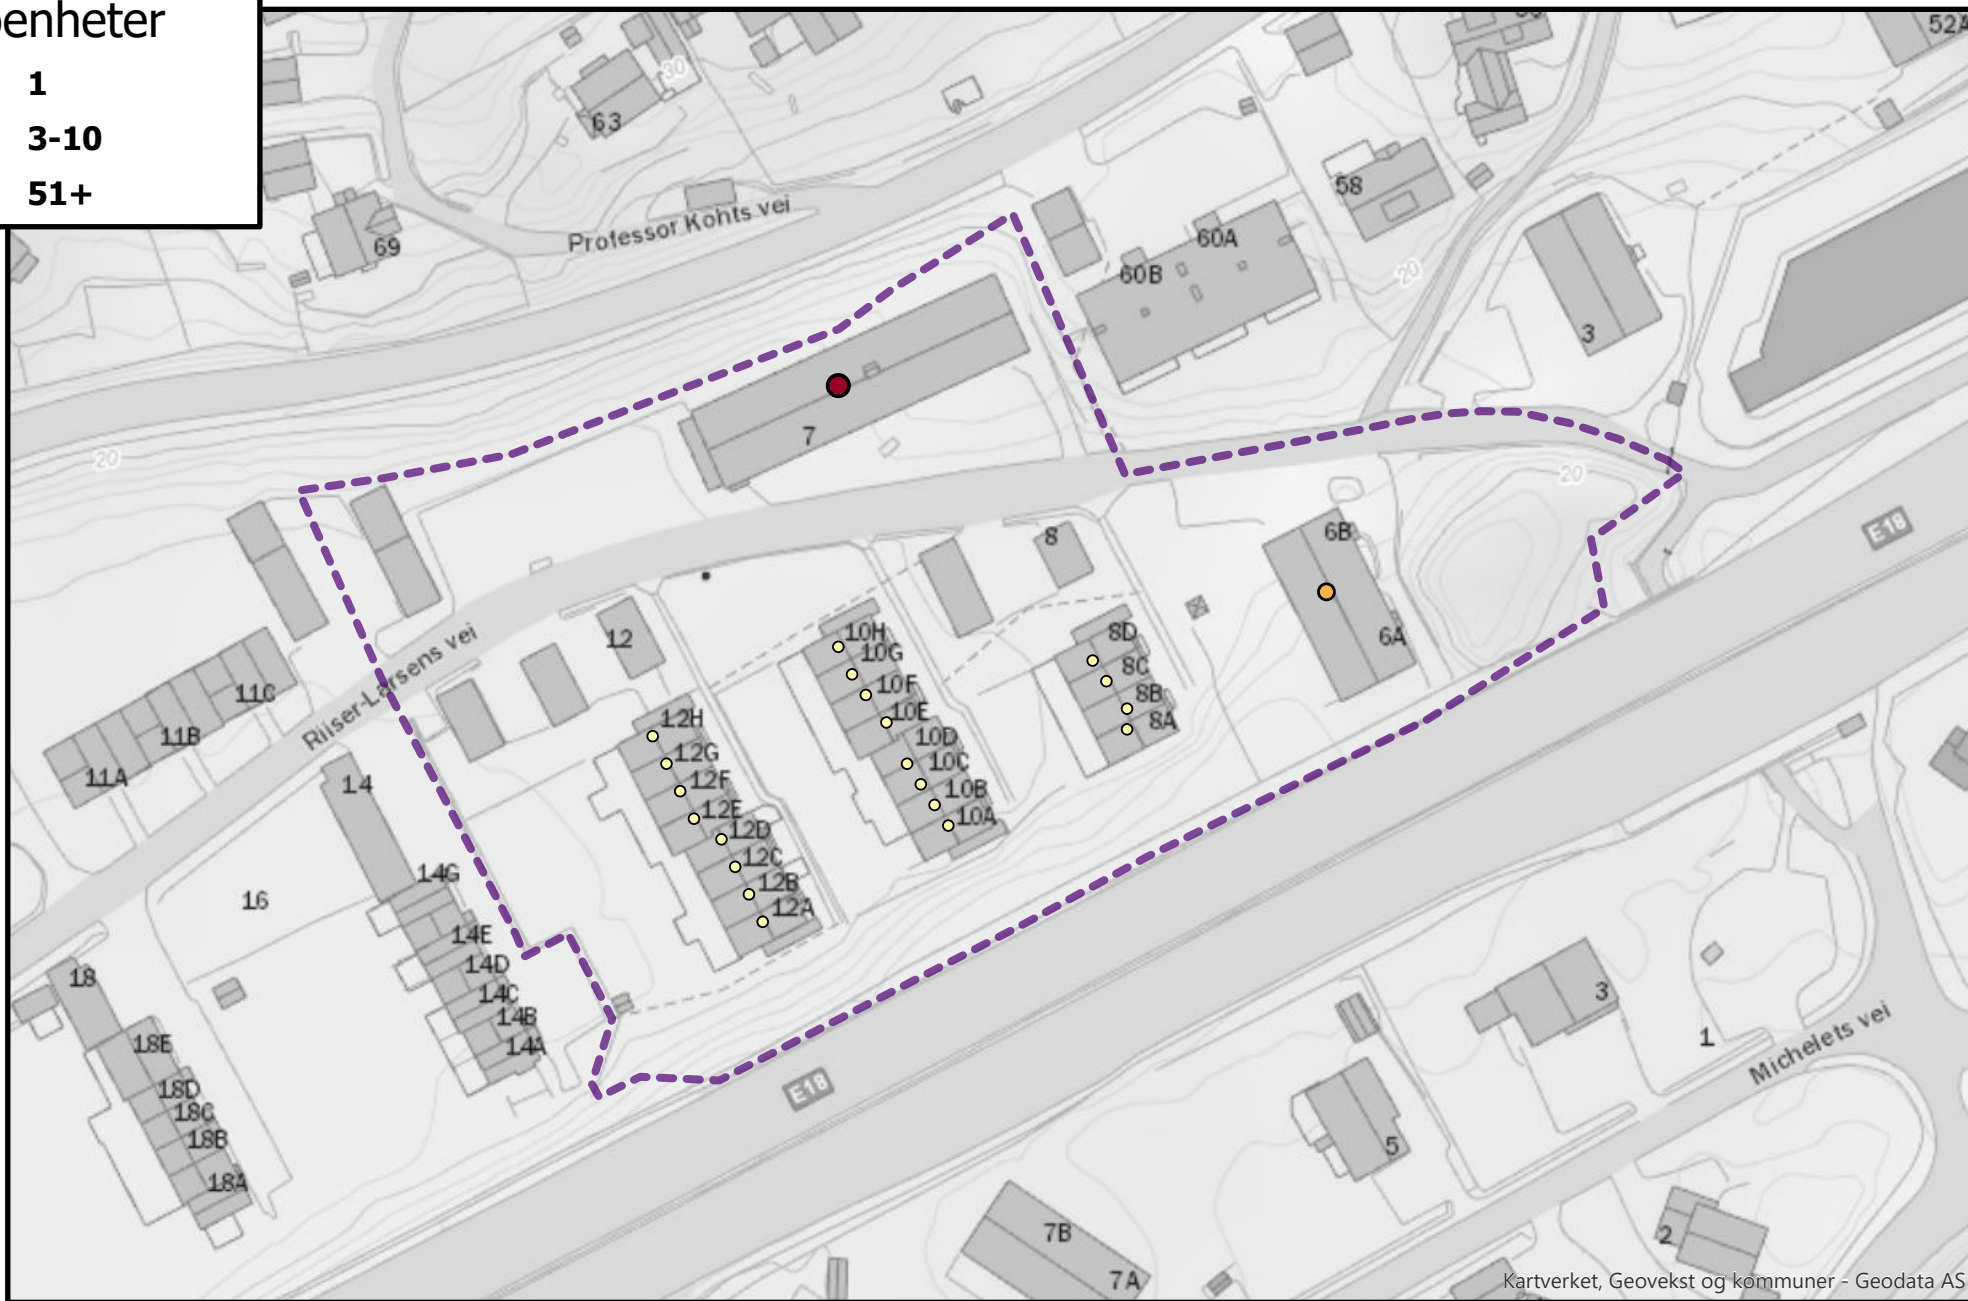 enheter
1
3-10
51+
52A
30
63
58
69
Professor Kohts vei
60A
60B
20
3
7
20
20
E18
6B
8
6A
12
10H
8D
10G
8C
10F
8B
10E
8A
11C
Riiser-Larsens vei
11B
12H
10D
12G
10C
11A
14
12F
10B
12E
10A
12D
12C
14G
12B
16
12A
14E
14D
18
14C
3
14B
1
18E
14A
Michelets vei
E18
18D
18C
18B
5
18A
7B
2
7A
Kartverket, Geovekst og kommuner - Geodata AS